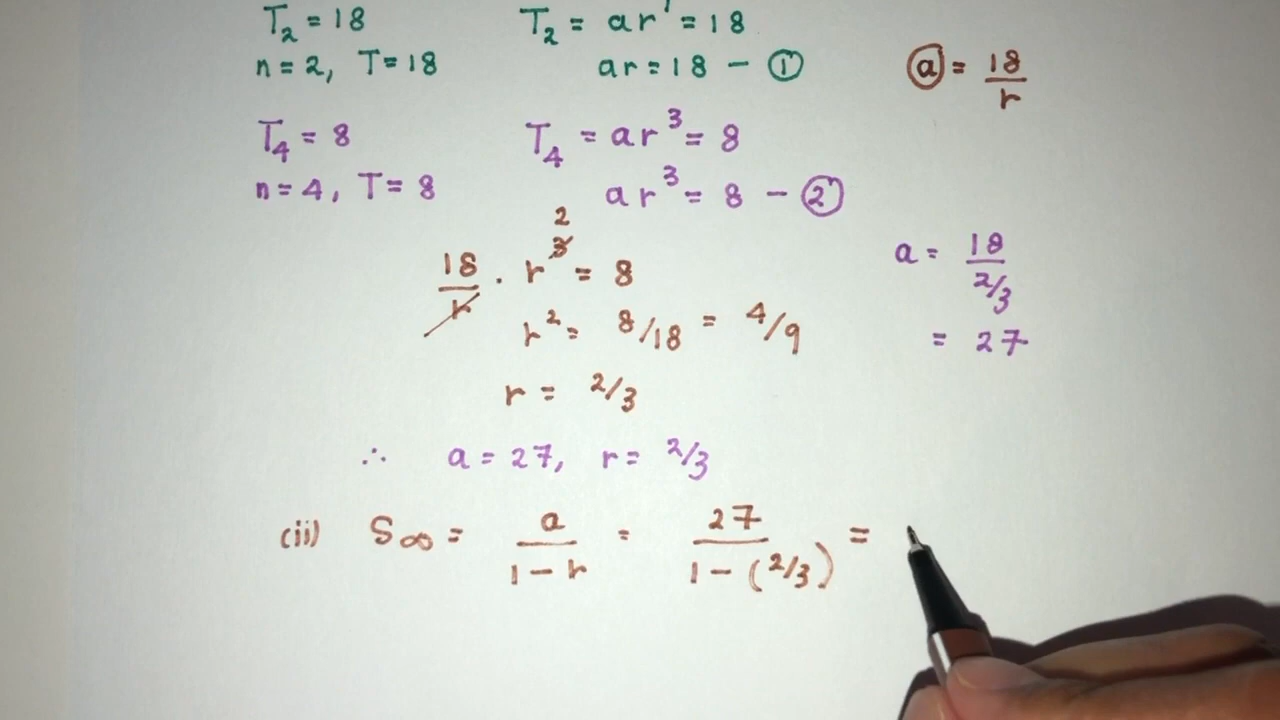 T₂ = 18 T₂ = ar¹ = 18
n = 2, T = 18 ar = 18 – ① ⓐ = 18/r
T₄ = 8 T₄ = ar³ = 8
n = 4, T = 8 ar³ = 8 – ②
18/r · r³ ² = 8 a = 18/(2/3)
r² = 8/18 = 4/9 = 27
r = 2/3
∴ a = 27, r = 2/3
(ii) S∞ = a/(1 – r) = 27/(1 – (2/3)) =